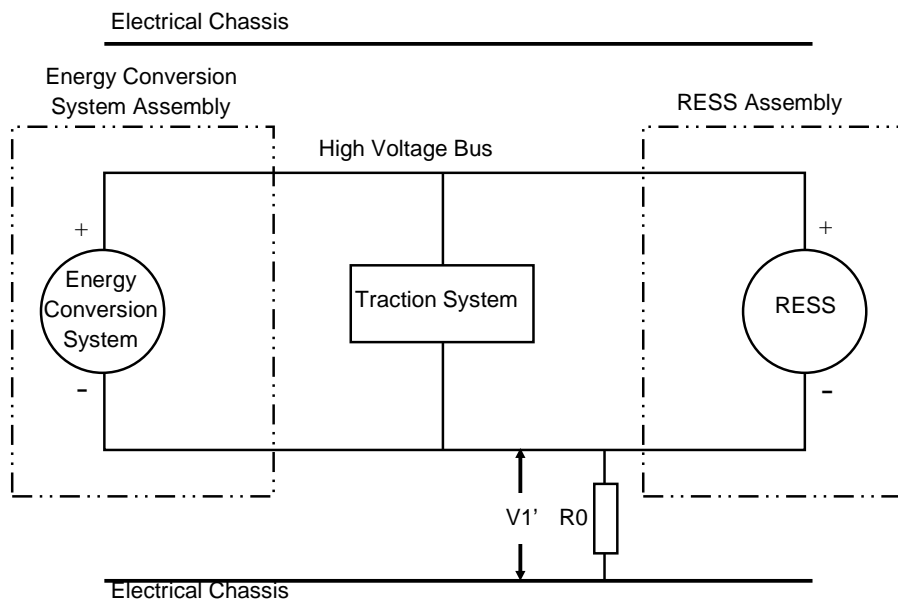 Electrical Chassis
Energy Conversion
System Assembly
RESS Assembly
High Voltage Bus
+
+
Energy
Conversion
System
Traction System
RESS
-
-
V1'
R0
Electrical Chassis